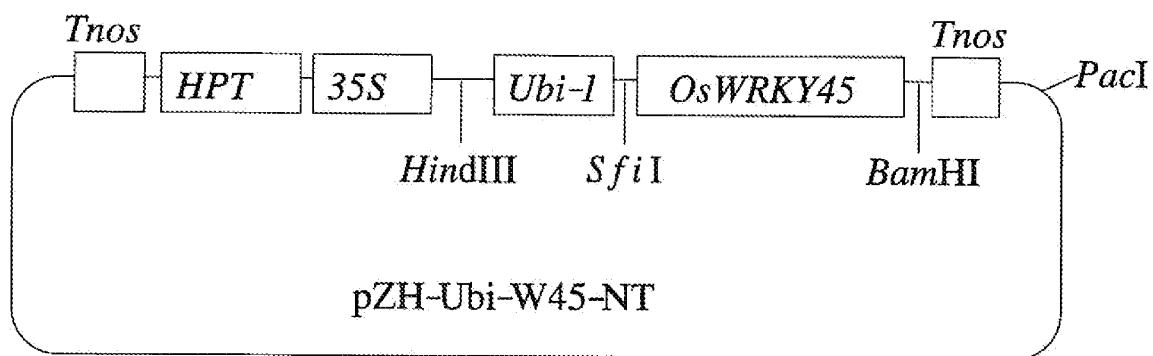 Tnos Tnos
HPT 35S Ubi-1 OsWRKY45 PacI
HindIII SfiI BamHI
pZH-Ubi-W45-NT